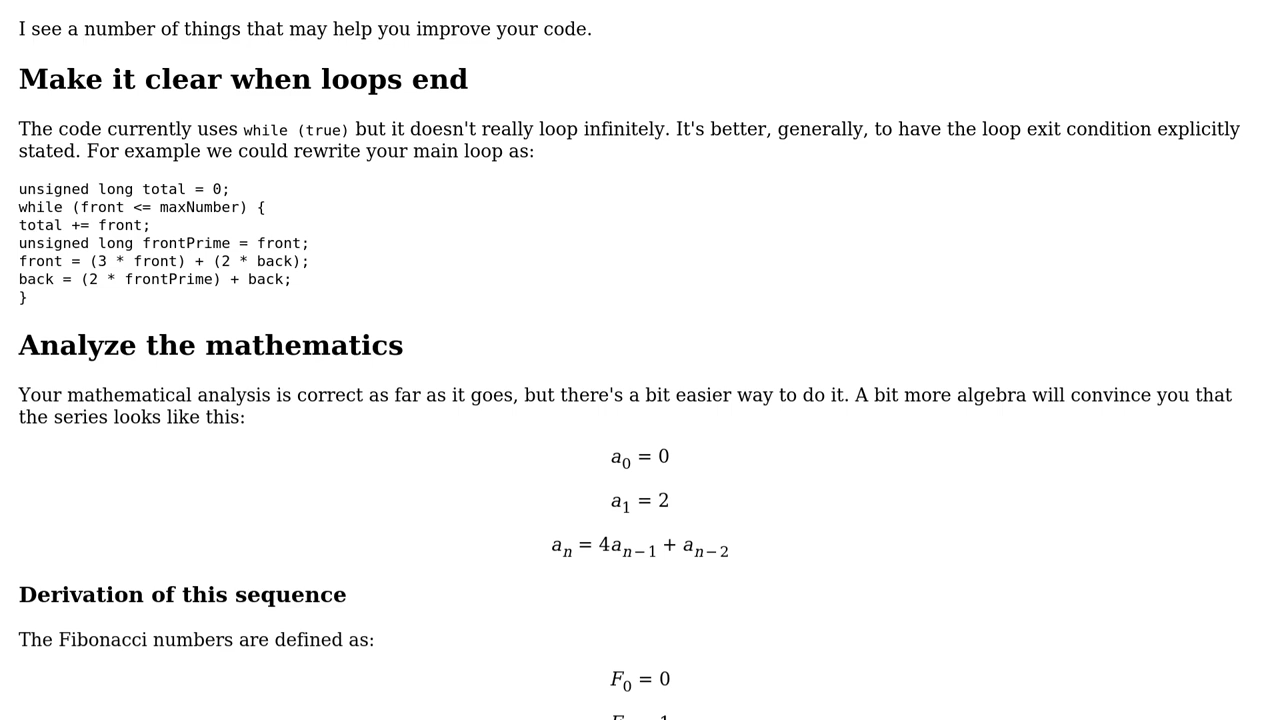 I see a number of things that may help you improve your code.
Make it clear when loops end
The code currently uses while (true) but it doesn't really loop infinitely. It's better, generally, to have the loop exit condition explicitly
stated. For example we could rewrite your main loop as:
unsigned long total = 0;
while (front <= maxNumber) {
total += front;
unsigned long frontPrime = front;
front = (3 * front) + (2 * back);
back = (2 * frontPrime) + back;
}
Analyze the mathematics
Your mathematical analysis is correct as far as it goes, but there's a bit easier way to do it. A bit more algebra will convince you that
the series looks like this:
a₀ = 0
a₁ = 2
aₙ = 4aₙ₋₁ + aₙ₋₂
Derivation of this sequence
The Fibonacci numbers are defined as:
F₀ = 0